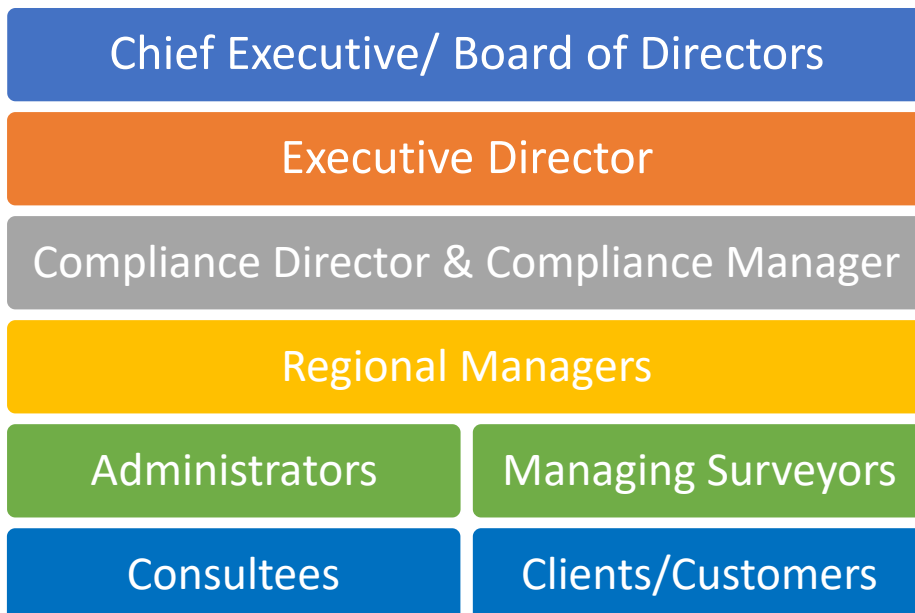 Chief Executive/ Board of Directors
Executive Director
Compliance Director & Compliance Manager
Regional Managers
Administrators
Managing Surveyors
Consultees
Clients/Customers